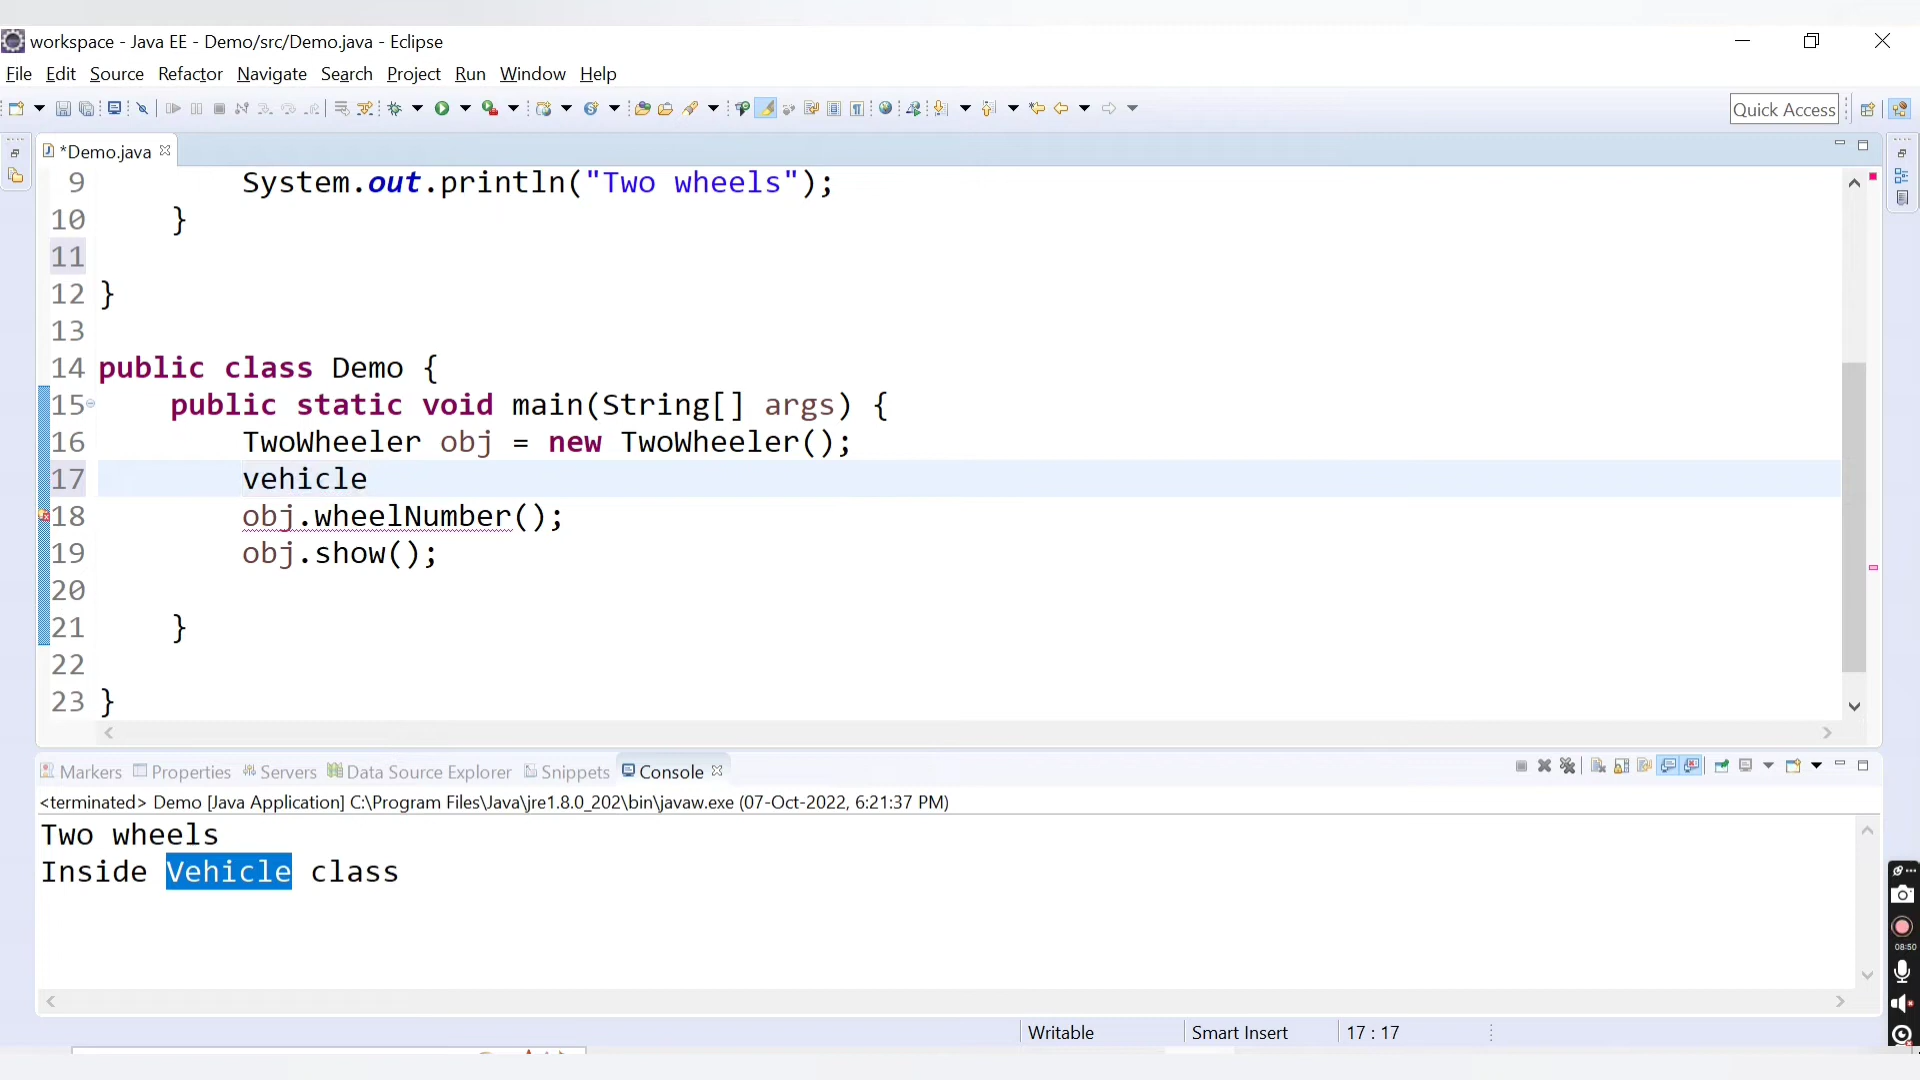 workspace - Java EE - Demo/src/Demo.java - Eclipse
File Edit Source Refactor Navigate Search Project Run Window Help
Quick Access
*Demo.java
9 System.out.println("Two wheels");
10 }
11
12 }
13
14 public class Demo {
15 public static void main(String[] args) {
16 TwoWheeler obj = new TwoWheeler();
17 vehicle
18 obj.wheelNumber();
19 obj.show();
20
21 }
22
23 }
Markers Properties Servers Data Source Explorer Snippets Console
<terminated> Demo [Java Application] C:\Program Files\Java\jre1.8.0_202\bin\javaw.exe (07-Oct-2022, 6:21:37 PM)
Two wheels
Inside Vehicle class
08:50
Writable Smart Insert 17 : 17